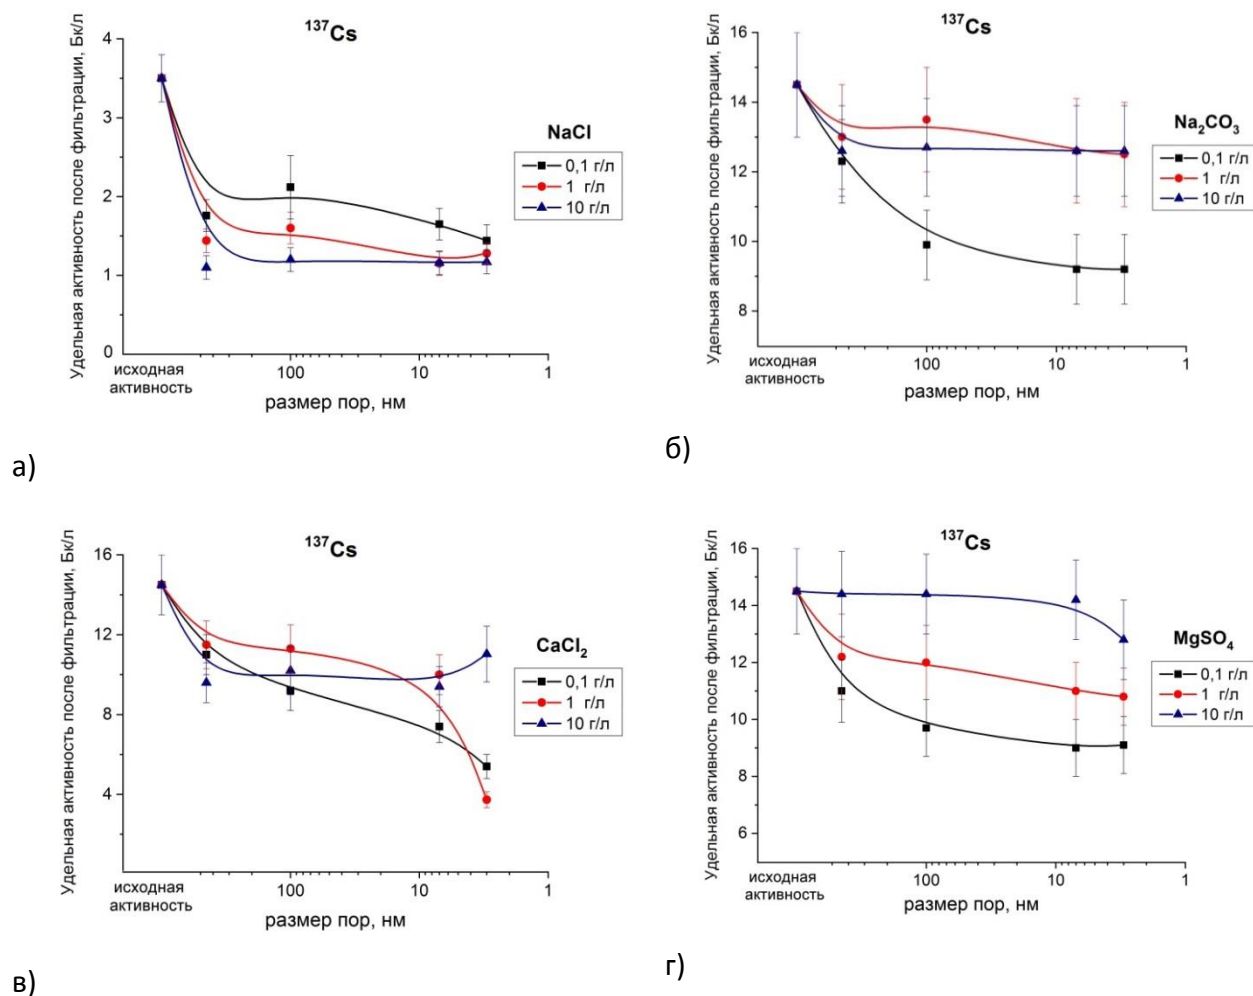 ¹³⁷Cs
Удельная активность после фильтрации, Бк/л
4
3
2
1
0
NaCl
0,1 г/л
1 г/л
10 г/л
исходная
активность
100
10
1
размер пор, нм
а)
¹³⁷Cs
Удельная активность после фильтрации, Бк/л
16
14
12
10
8
Na₂CO₃
0,1 г/л
1 г/л
10 г/л
исходная
активность
100
10
1
размер пор, нм
б)
¹³⁷Cs
Удельная активность после фильтрации, Бк/л
16
12
8
4
CaCl₂
0,1 г/л
1 г/л
10 г/л
исходная
активность
100
10
1
размер пор, нм
в)
¹³⁷Cs
Удельная активность после фильтрации, Бк/л
16
14
12
10
8
6
MgSO₄
0,1 г/л
1 г/л
10 г/л
исходная
активность
100
10
1
размер пор, нм
г)